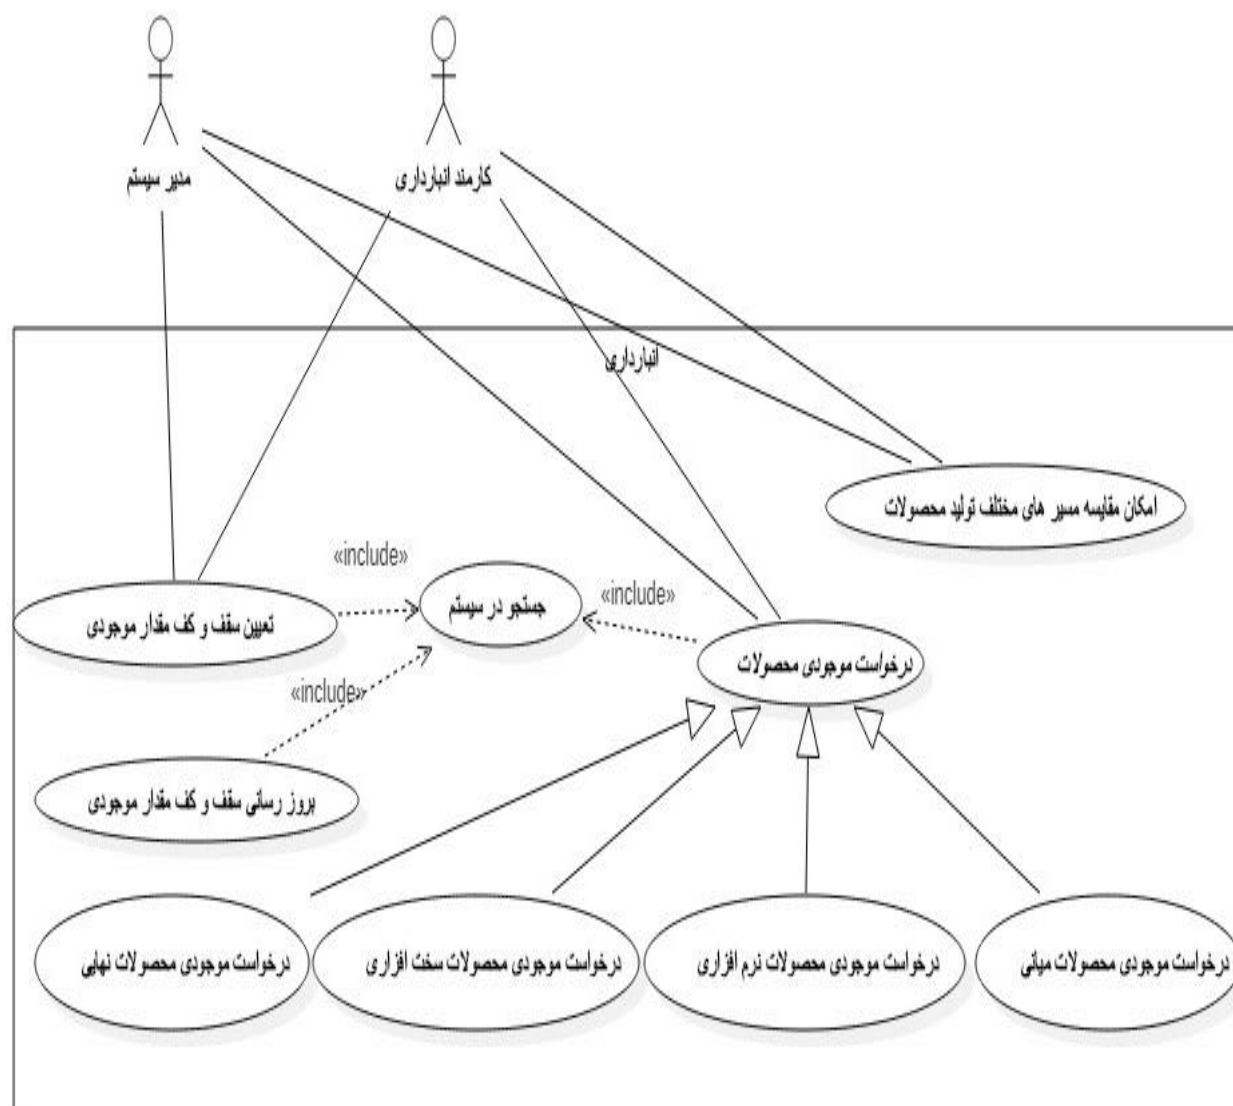 مدیر سیستم
کارمند انبارداری
انبارداری
امکان مقایسه مسیر های مختلف تولید محصولات
«include»
«include»
جستجو در سیستم
تعیین سقف و کف مقدار موجودی
درخواست موجودی محصولات
«include»
بروز رسانی سقف و کف مقدار موجودی
درخواست موجودی محصولات میانی
درخواست موجودی محصولات نرم افزاری
درخواست موجودی محصولات سخت افزاری
درخواست موجودی محصولات نهایی